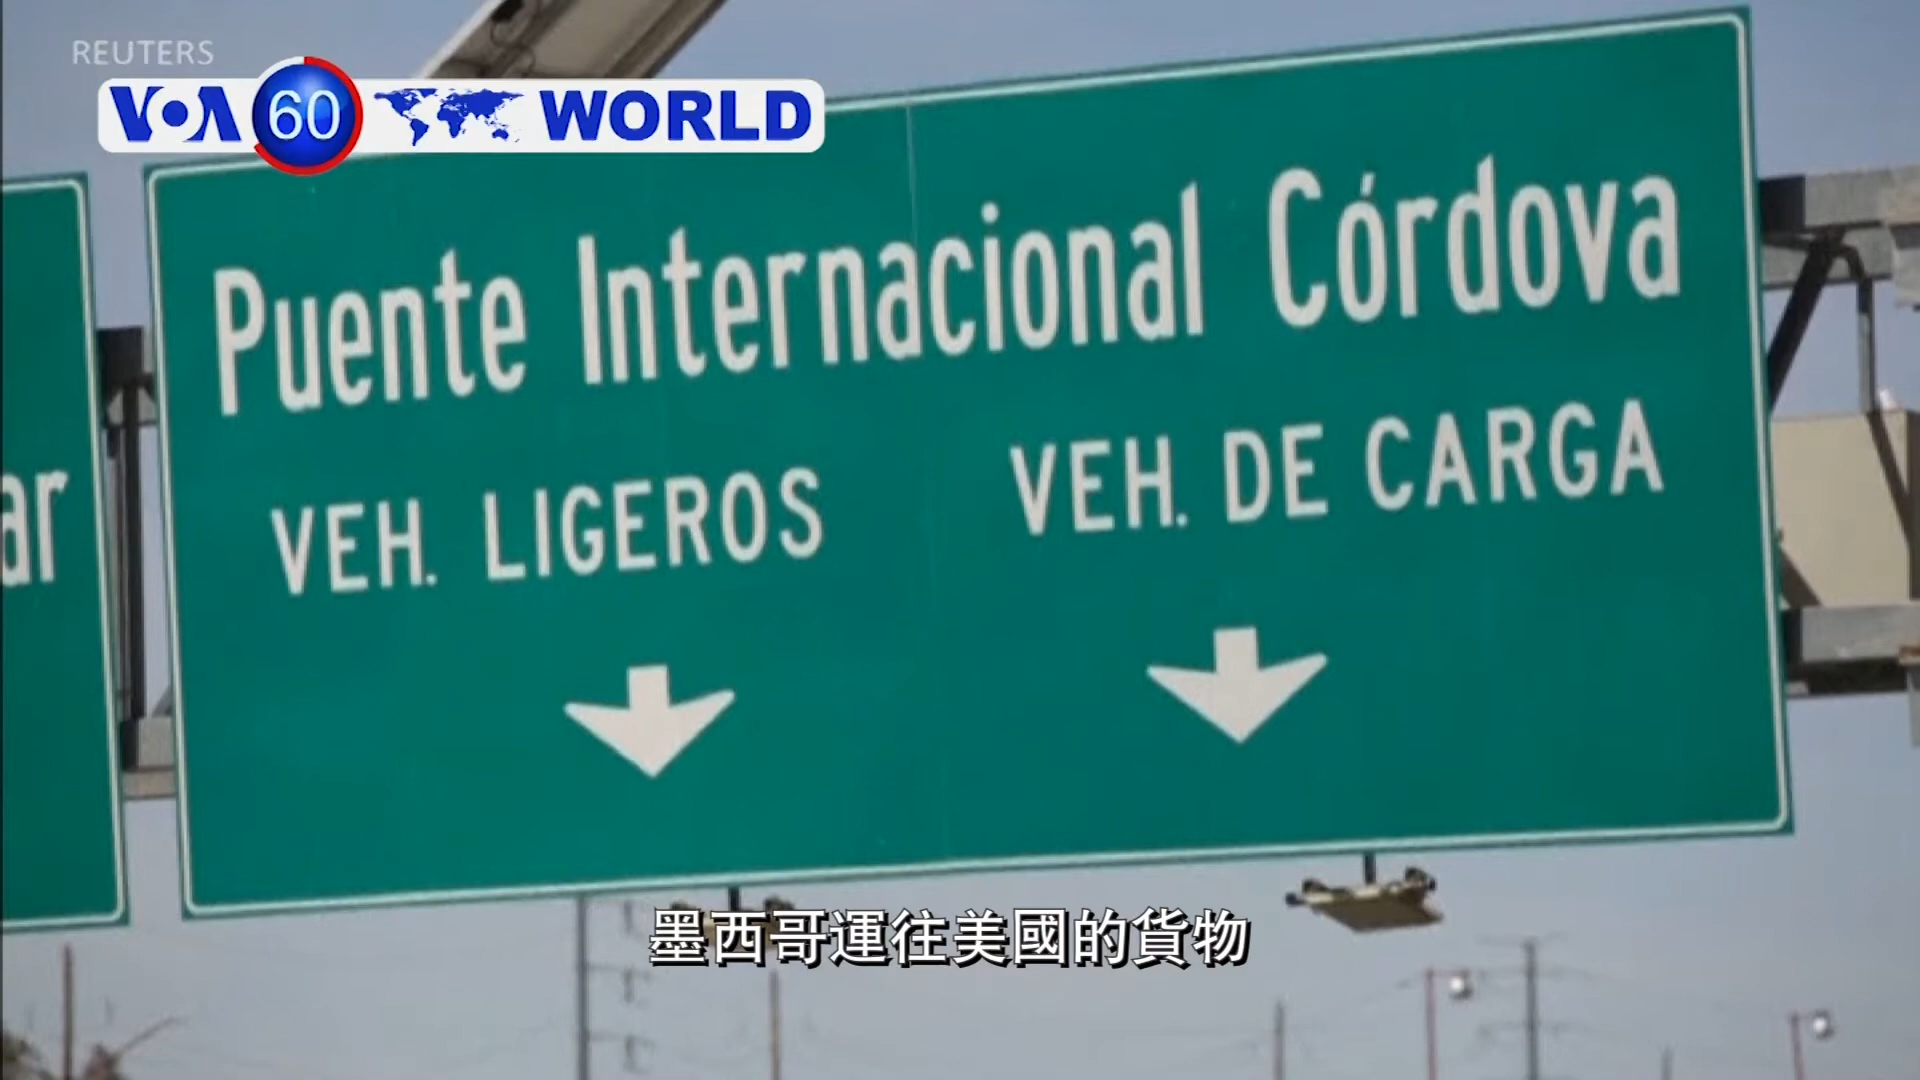 REUTERS
VOA 60 WORLD
Puente Internacional Córdova
VEH. LIGEROS VEH. DE CARGA
ar
墨西哥運往美國的貨物